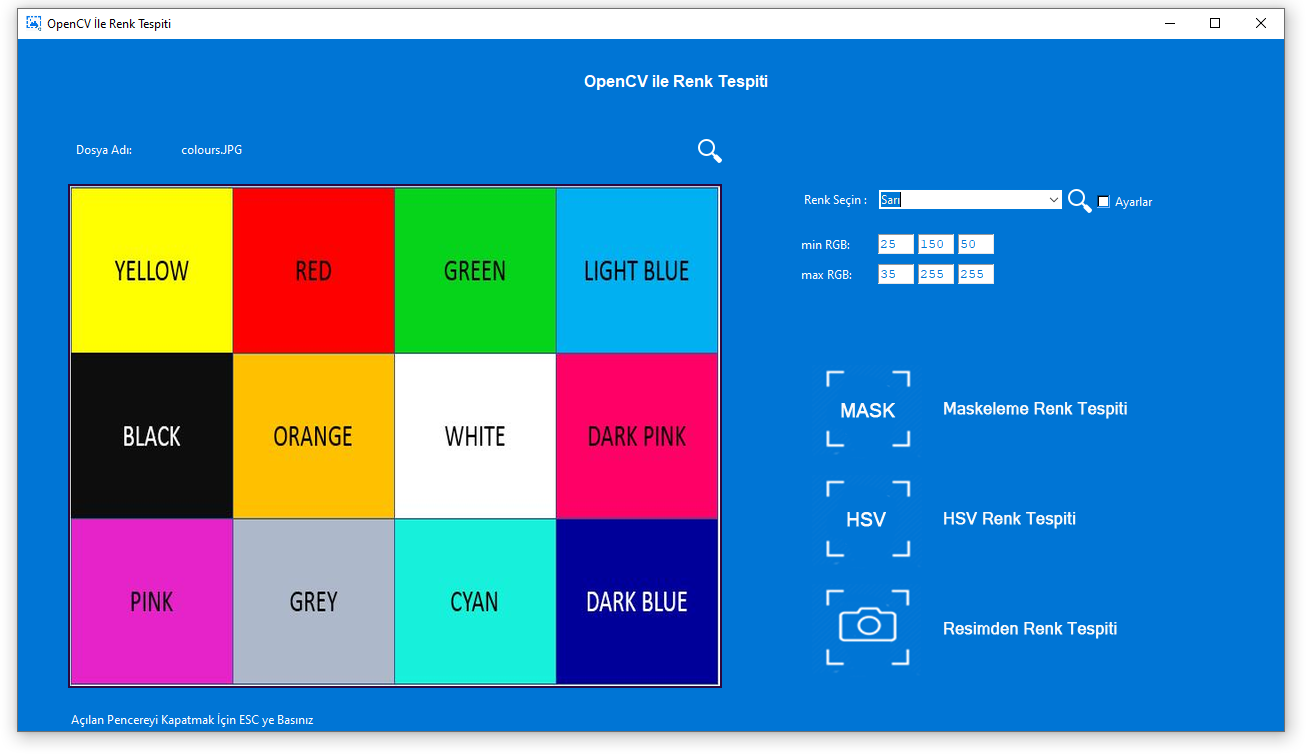 OpenCV İle Renk Tespiti
OpenCV ile Renk Tespiti
Dosya Adı: colours.JPG
YELLOW RED GREEN LIGHT BLUE
BLACK ORANGE WHITE DARK PINK
PINK GREY CYAN DARK BLUE
Açılan Pencereyi Kapatmak İçin ESC ye Basınız
Renk Seçin : Sarı Ayarlar
min RGB: 25 150 50
max RGB: 35 255 255
MASK Maskeleme Renk Tespiti
HSV HSV Renk Tespiti
Resimden Renk Tespiti